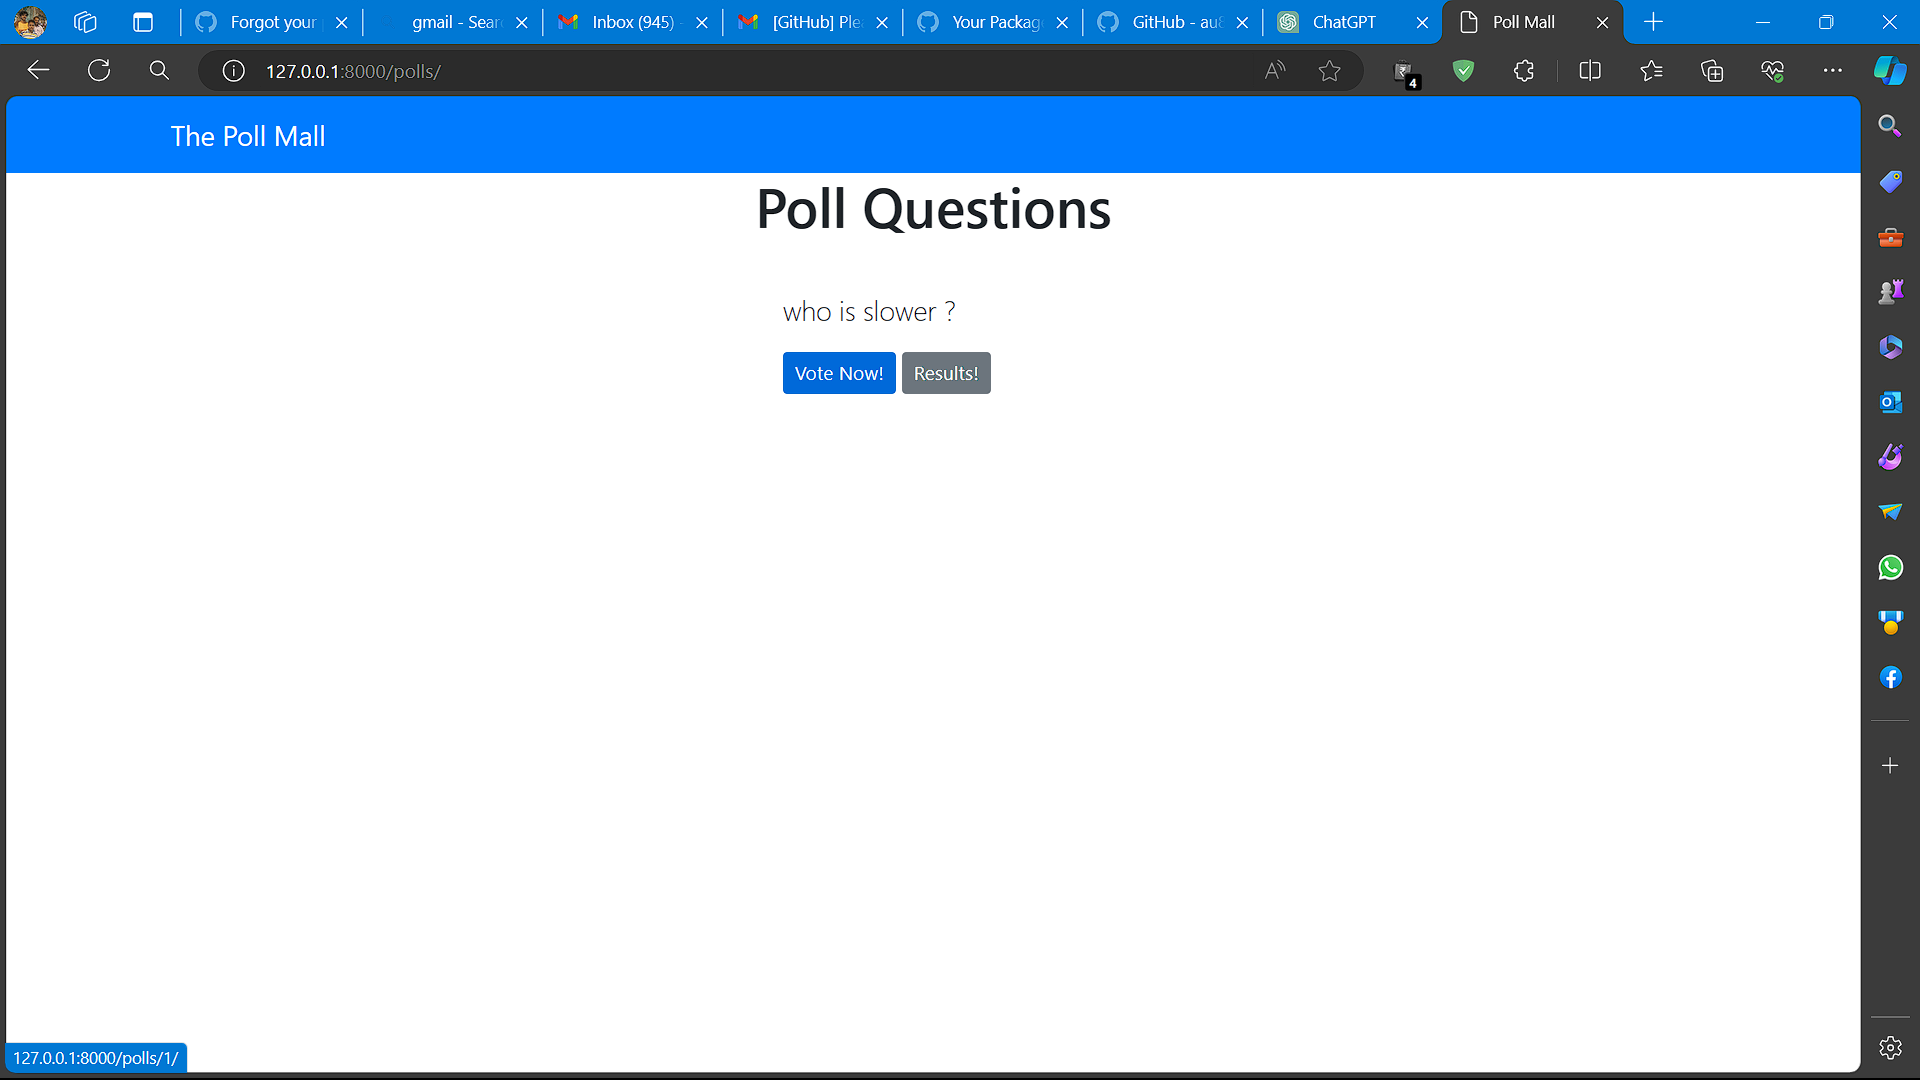 Forgot your
gmail - Sear
Inbox (945)
[GitHub] Ple
Your Packag
GitHub - au8
ChatGPT
Poll Mall
127.0.0.1:8000/polls/
4
The Poll Mall
Poll Questions
who is slower ?
Vote Now! Results!
127.0.0.1:8000/polls/1/